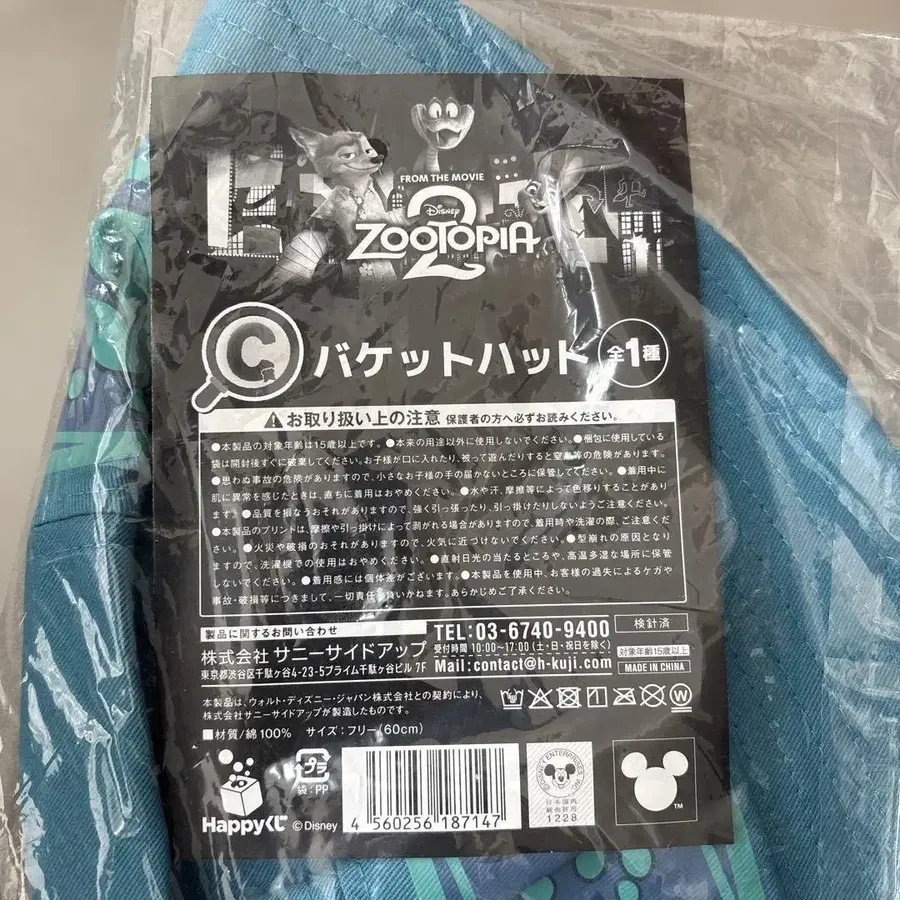 FROM THE MOVIE
Disney
ZOOTOPIA
2
C バケットハット 全1種
お取り扱い上の注意 保護者の方へ必ずお読みください。
●本製品の対象年齢は15歳以上です。●本来の用途以外に使用しないでください。●梱包に使用している
袋は開封後すぐに破棄してください。お子様が口に入れたり、被って遊んだりすると窒息等の危険があります。
●思わぬ事故の危険がありますので、小さなお子様の手の届かないところに保管してください。●着用中に
肌に異常を感じたときは、直ちに着用はおやめください。●水や汗、摩擦等によって色移りすることがあり
ます。●品質を損なうおそれがありますので、強く引っ張ったり、引っ掛けたりしないようご注意ください。
●本製品のプリントは、摩擦や引っ掛けによって剥がれる場合がありますので、着用時や洗濯の際、ご注意くだ
さい。●火災や破損のおそれがありますので、火気に近づけないでください。●型崩れの原因となり
ますので、洗濯機での使用はおやめください。●直射日光の当たるところや、高温多湿な場所に保管
しないでください。●着用感には個体差がございます。●本製品を使用中、お客様の過失によるケガや
事故・破損等につきまして、一切責任を負いかねます。あらかじめご了承ください。
製品に関するお問い合わせ
株式会社 サニーサイドアップ
東京都渋谷区千駄ヶ谷4-23-5プライム千駄ヶ谷ビル 7F
TEL:03-6740-9400
受付時間 10:00〜17:00 (土・日・祝日を除く)
Mail:contact@h-kuji.com
検針済
対象年齢15歳以上
MADE IN CHINA
本製品は、ウォルト・ディズニー・ジャパン株式会社との契約により、
株式会社サニーサイドアップが製造したものです。
■材質/綿100% サイズ:フリー(60cm)
Happyくじ
プラ
袋:PP
©Disney
4 560256 187147
©DISNEY ENTERPRISES, INC.
日本国内
販売許可
1228
TM